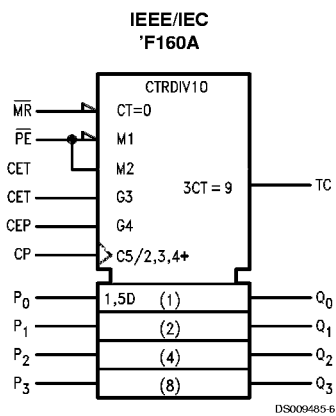 IEEE/IEC
'F160A
CTRDIV10
MR CT=0
PE M1
CET M2
CET G3 3CT = 9 TC
CEP G4
CP C5/2,3,4+
P0 1,5D (1) Q0
P1 (2) Q1
P2 (4) Q2
P3 (8) Q3
DS009485-6